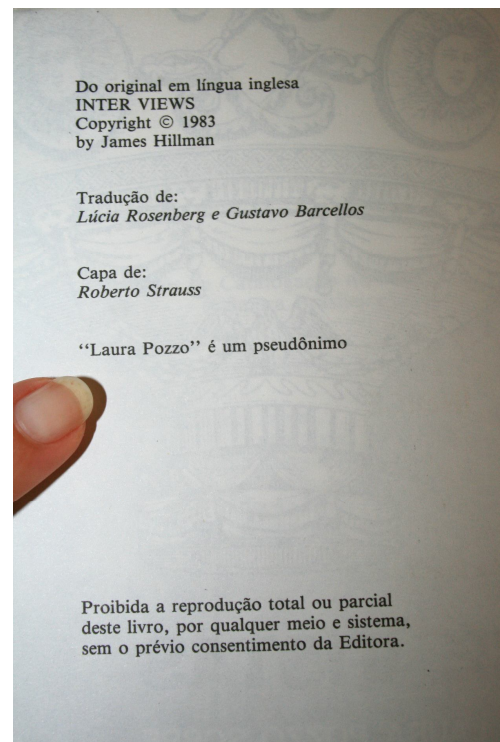 Do original em língua inglesa
INTER VIEWS
Copyright © 1983
by James Hillman
Tradução de:
Lúcia Rosenberg e Gustavo Barcellos
Capa de:
Roberto Strauss
‘‘Laura Pozzo’’ é um pseudônimo
Proibida a reprodução total ou parcial
deste livro, por qualquer meio e sistema,
sem o prévio consentimento da Editora.